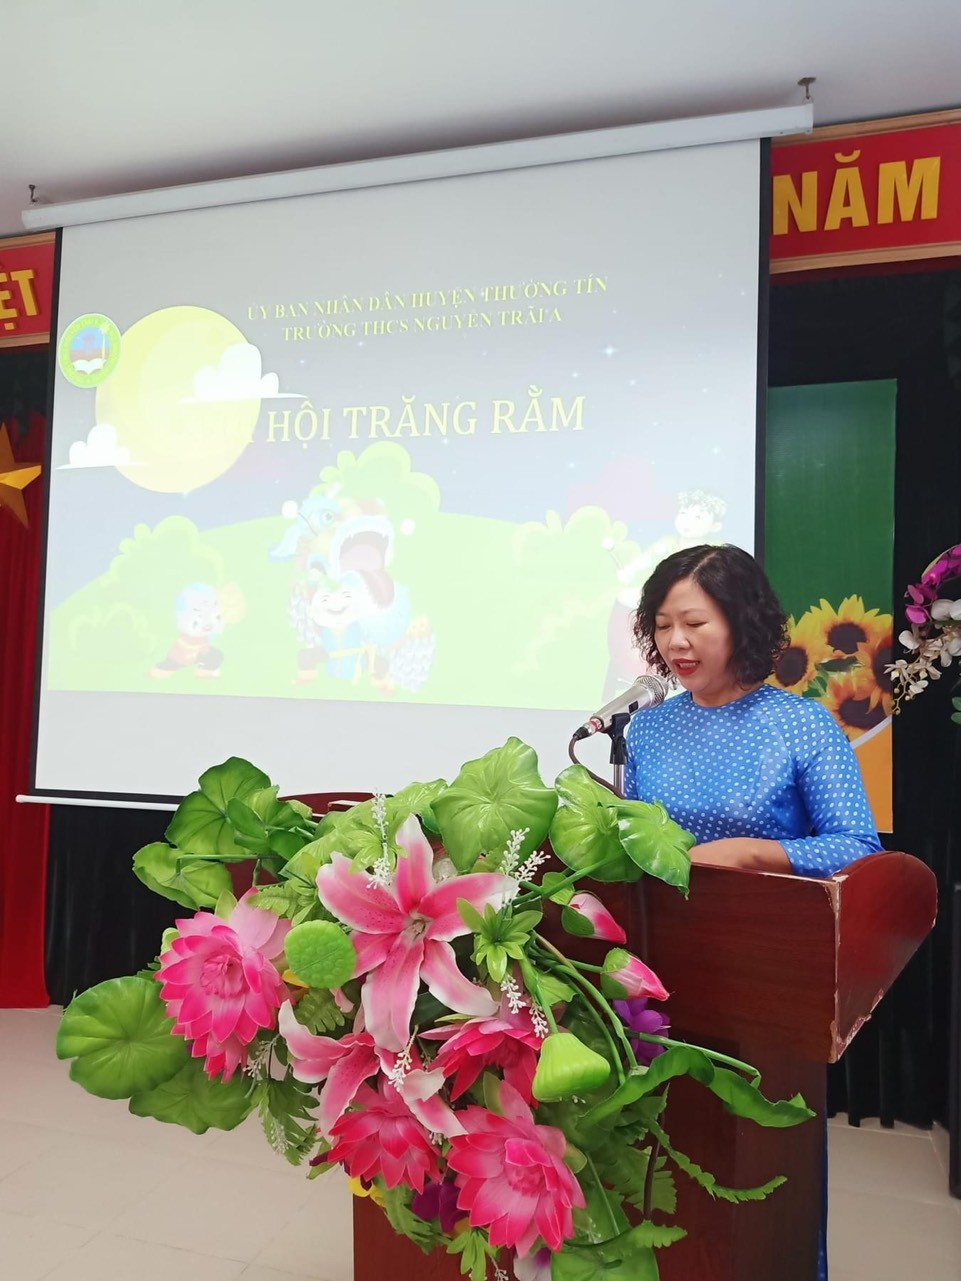 NĂM
ỆT
ỦY BAN NHÂN DÂN HUYỆN THƯỜNG TÍN
TRƯỜNG THCS NGUYỄN TRÃI A
HỘI TRĂNG RẰM